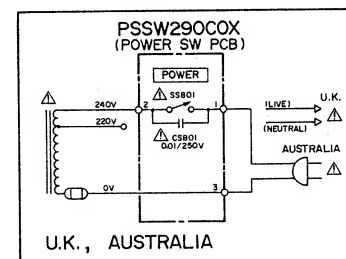 PSSW290COX
(POWER SW PCB)
POWER
SS801
240V
2
1
220V
CS801
0.01/250V
0V
3
U.K.
(LIVE)
(NEUTRAL)
AUSTRALIA
U.K., AUSTRALIA